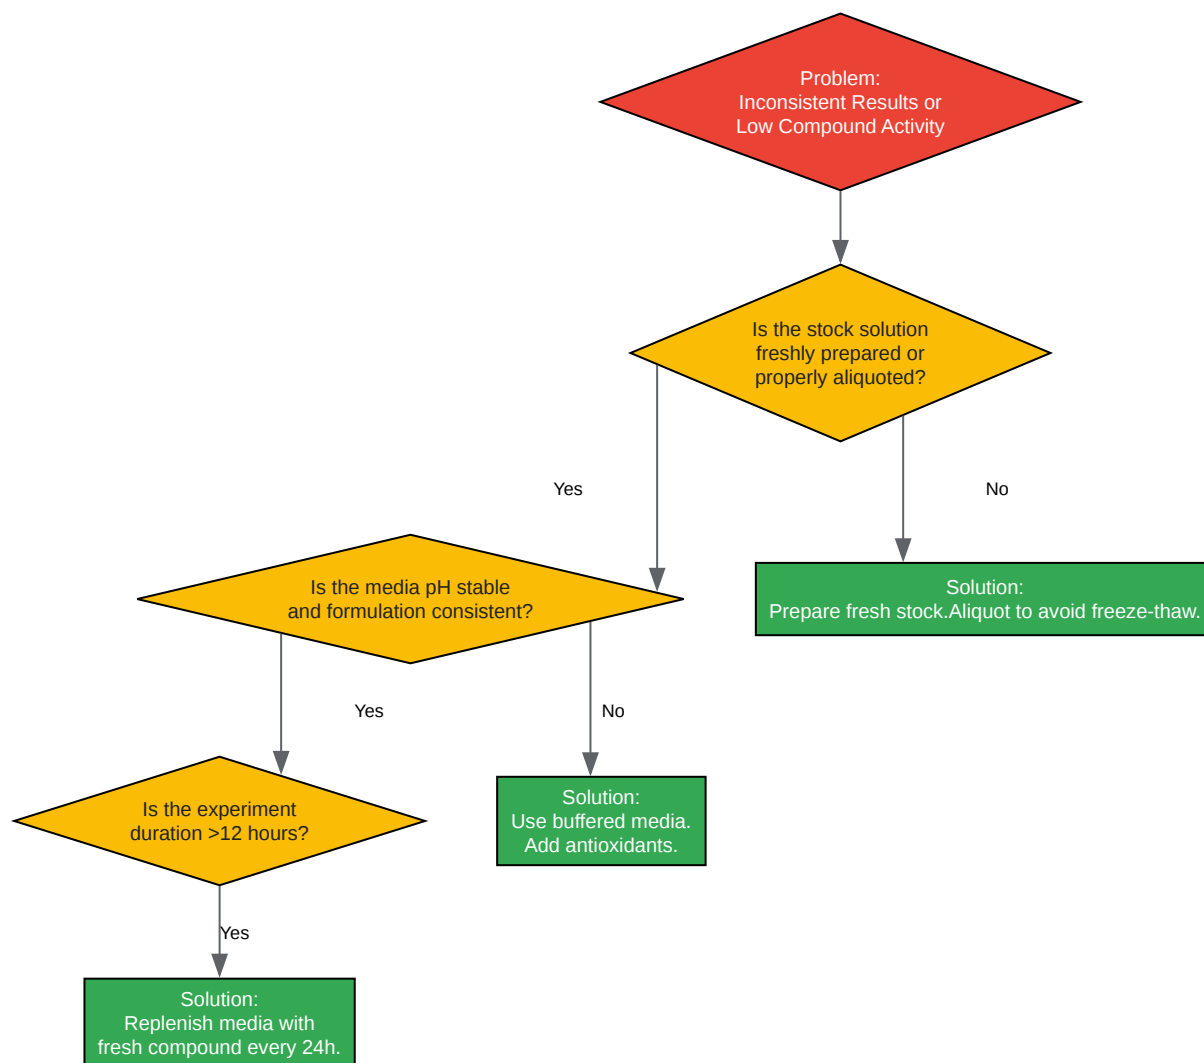 Problem:
Inconsistent Results or
Low Compound Activity
Is the stock solution
freshly prepared or
properly aliquoted?
Yes
No
Is the media pH stable
and formulation consistent?
Solution:
Prepare fresh stock.Aliquot to avoid freeze-thaw.
Yes
No
Is the experiment
duration >12 hours?
Solution:
Use buffered media.
Add antioxidants.
Yes
Solution:
Replenish media with
fresh compound every 24h.